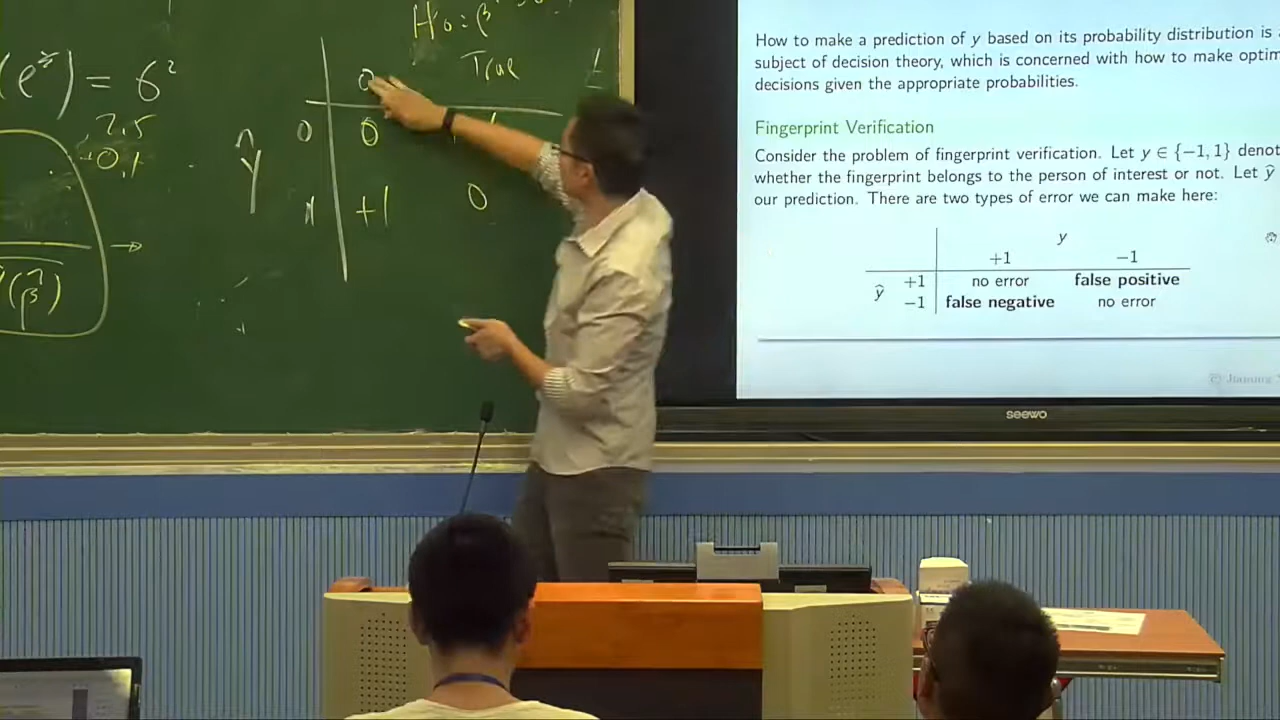 H₀: β
(e^x) = 6²
0 True 1
2.5
-0.1
ŷ 0 0
1 +1 0
(β̂)
How to make a prediction of y based on its probability distribution is
subject of decision theory, which is concerned with how to make optim
decisions given the appropriate probabilities.
Fingerprint Verification
Consider the problem of fingerprint verification. Let y ∈ {−1, 1} denot
whether the fingerprint belongs to the person of interest or not. Let ŷ
our prediction. There are two types of error we can make here:
y
+1 −1
ŷ +1 no error false positive
−1 false negative no error
© Jiaming
seewo